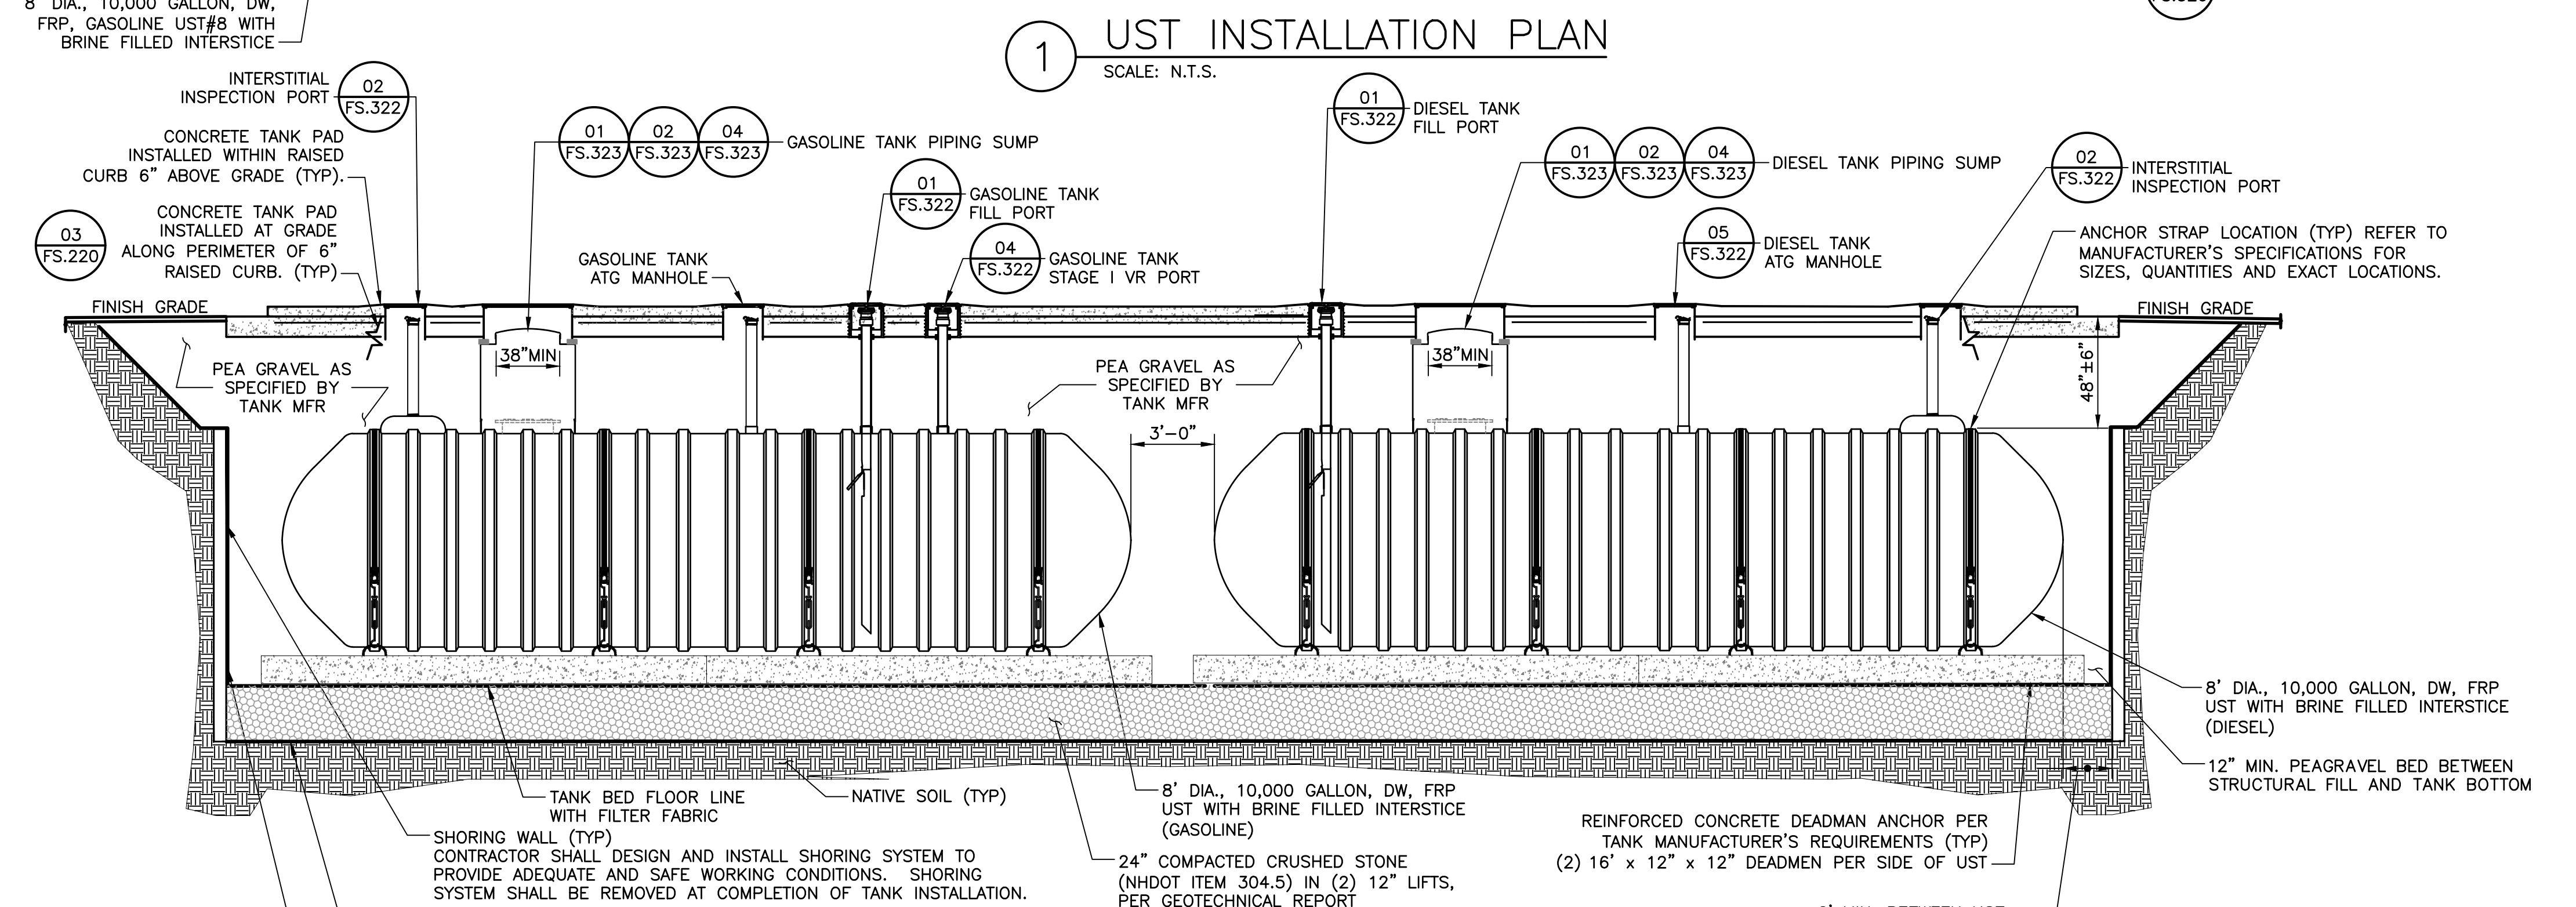 8' DIA., 10,000 GALLON, DW,
FRP, GASOLINE UST#8 WITH
BRINE FILLED INTERSTICE
1
UST INSTALLATION PLAN
SCALE: N.T.S.
INTERSTITIAL
INSPECTION PORT
02
FS.322
CONCRETE TANK PAD
INSTALLED WITHIN RAISED
CURB 6" ABOVE GRADE (TYP).
03
FS.220
CONCRETE TANK PAD
INSTALLED AT GRADE
ALONG PERIMETER OF 6"
RAISED CURB. (TYP)
01
FS.323
02
FS.323
04
FS.323
GASOLINE TANK PIPING SUMP
GASOLINE TANK
ATG MANHOLE
01
FS.322
GASOLINE TANK
FILL PORT
04
FS.322
GASOLINE TANK
STAGE I VR PORT
01
FS.322
DIESEL TANK
FILL PORT
01
FS.323
02
FS.323
04
FS.323
DIESEL TANK PIPING SUMP
05
FS.322
DIESEL TANK
ATG MANHOLE
02
FS.322
INTERSTITIAL
INSPECTION PORT
ANCHOR STRAP LOCATION (TYP) REFER TO
MANUFACTURER'S SPECIFICATIONS FOR
SIZES, QUANTITIES AND EXACT LOCATIONS.
FINISH GRADE
FINISH GRADE
38"MIN
38"MIN
48"±6"
PEA GRAVEL AS
SPECIFIED BY
TANK MFR
PEA GRAVEL AS
SPECIFIED BY
TANK MFR
3'-0"
8' DIA., 10,000 GALLON, DW, FRP
UST WITH BRINE FILLED INTERSTICE
(DIESEL)
12" MIN. PEAGRAVEL BED BETWEEN
STRUCTURAL FILL AND TANK BOTTOM
TANK BED FLOOR LINE
WITH FILTER FABRIC
NATIVE SOIL (TYP)
8' DIA., 10,000 GALLON, DW, FRP
UST WITH BRINE FILLED INTERSTICE
(GASOLINE)
SHORING WALL (TYP)
CONTRACTOR SHALL DESIGN AND INSTALL SHORING SYSTEM TO
PROVIDE ADEQUATE AND SAFE WORKING CONDITIONS. SHORING
SYSTEM SHALL BE REMOVED AT COMPLETION OF TANK INSTALLATION.
24" COMPACTED CRUSHED STONE
(NHDOT ITEM 304.5) IN (2) 12" LIFTS,
PER GEOTECHNICAL REPORT
REINFORCED CONCRETE DEADMAN ANCHOR PER
TANK MANUFACTURER'S REQUIREMENTS (TYP)
(2) 16' x 12" x 12" DEADMEN PER SIDE OF UST